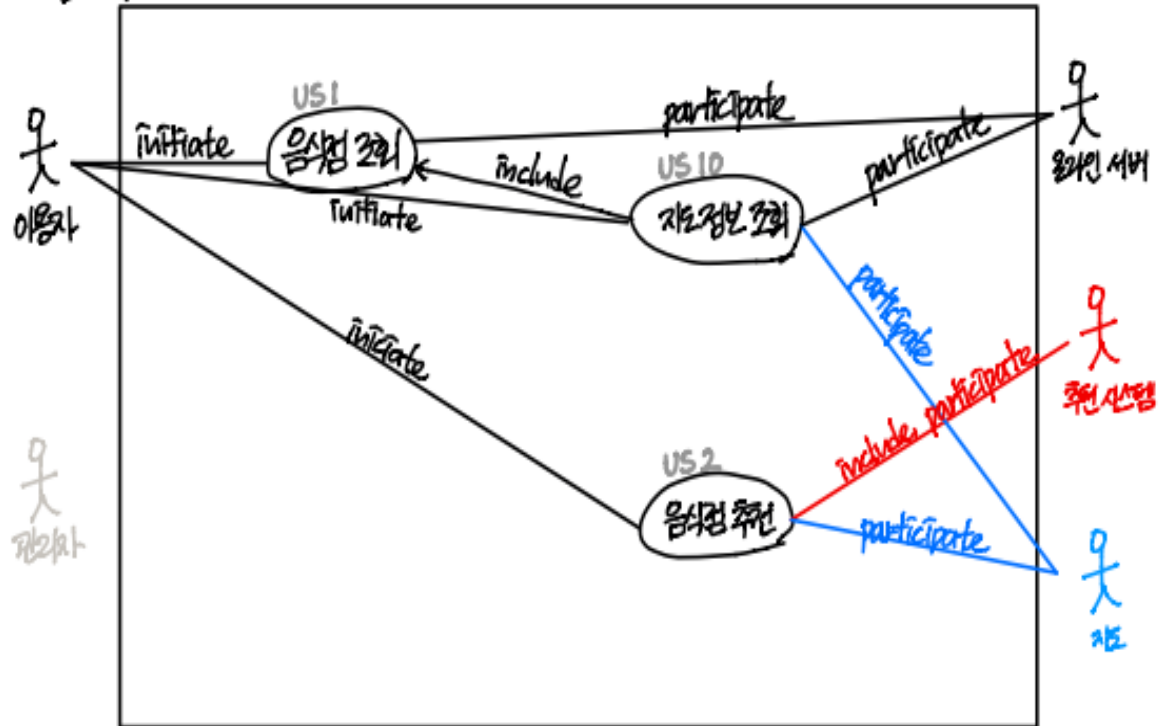 US1
음식점 조회
initiate
participate
이용자
include
US10
지도정보 조회
participate
온라인 서버
initiate
participate
iniciate
include, participate
추천 시스템
US2
음식점 추천
participate
관리자
지도